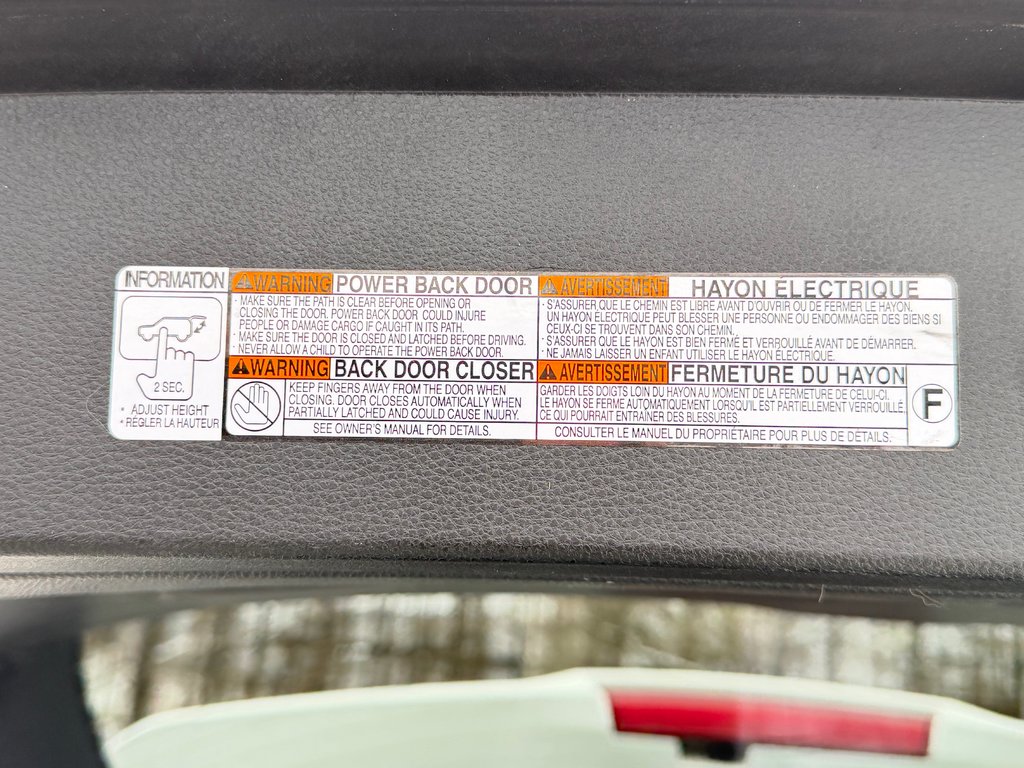 INFORMATION
2 SEC.
* ADJUST HEIGHT
* RÉGLER LA HAUTEUR
WARNING POWER BACK DOOR
· MAKE SURE THE PATH IS CLEAR BEFORE OPENING OR
CLOSING THE DOOR. POWER BACK DOOR COULD INJURE
PEOPLE OR DAMAGE CARGO IF CAUGHT IN ITS PATH.
· MAKE SURE THE DOOR IS CLOSED AND LATCHED BEFORE DRIVING.
· NEVER ALLOW A CHILD TO OPERATE THE POWER BACK DOOR.
WARNING BACK DOOR CLOSER
KEEP FINGERS AWAY FROM THE DOOR WHEN
CLOSING. DOOR CLOSES AUTOMATICALLY WHEN
PARTIALLY LATCHED AND COULD CAUSE INJURY.
SEE OWNER'S MANUAL FOR DETAILS.
AVERTISSEMENT HAYON ÉLECTRIQUE
· S'ASSURER QUE LE CHEMIN EST LIBRE AVANT D'OUVRIR OU DE FERMER LE HAYON.
UN HAYON ÉLECTRIQUE PEUT BLESSER UNE PERSONNE OU ENDOMMAGER DES BIENS SI
CEUX-CI SE TROUVENT DANS SON CHEMIN.
· S'ASSURER QUE LE HAYON EST BIEN FERMÉ ET VERROUILLÉ AVANT DE DÉMARRER.
· NE JAMAIS LAISSER UN ENFANT UTILISER LE HAYON ÉLECTRIQUE.
AVERTISSEMENT FERMETURE DU HAYON
GARDER LES DOIGTS LOIN DU HAYON AU MOMENT DE LA FERMETURE DE CELUI-CI.
LE HAYON SE FERME AUTOMATIQUEMENT LORSQU'IL EST PARTIELLEMENT VERROUILLÉ,
CE QUI POURRAIT ENTRAÎNER DES BLESSURES.
CONSULTER LE MANUEL DU PROPRIÉTAIRE POUR PLUS DE DÉTAILS.
F